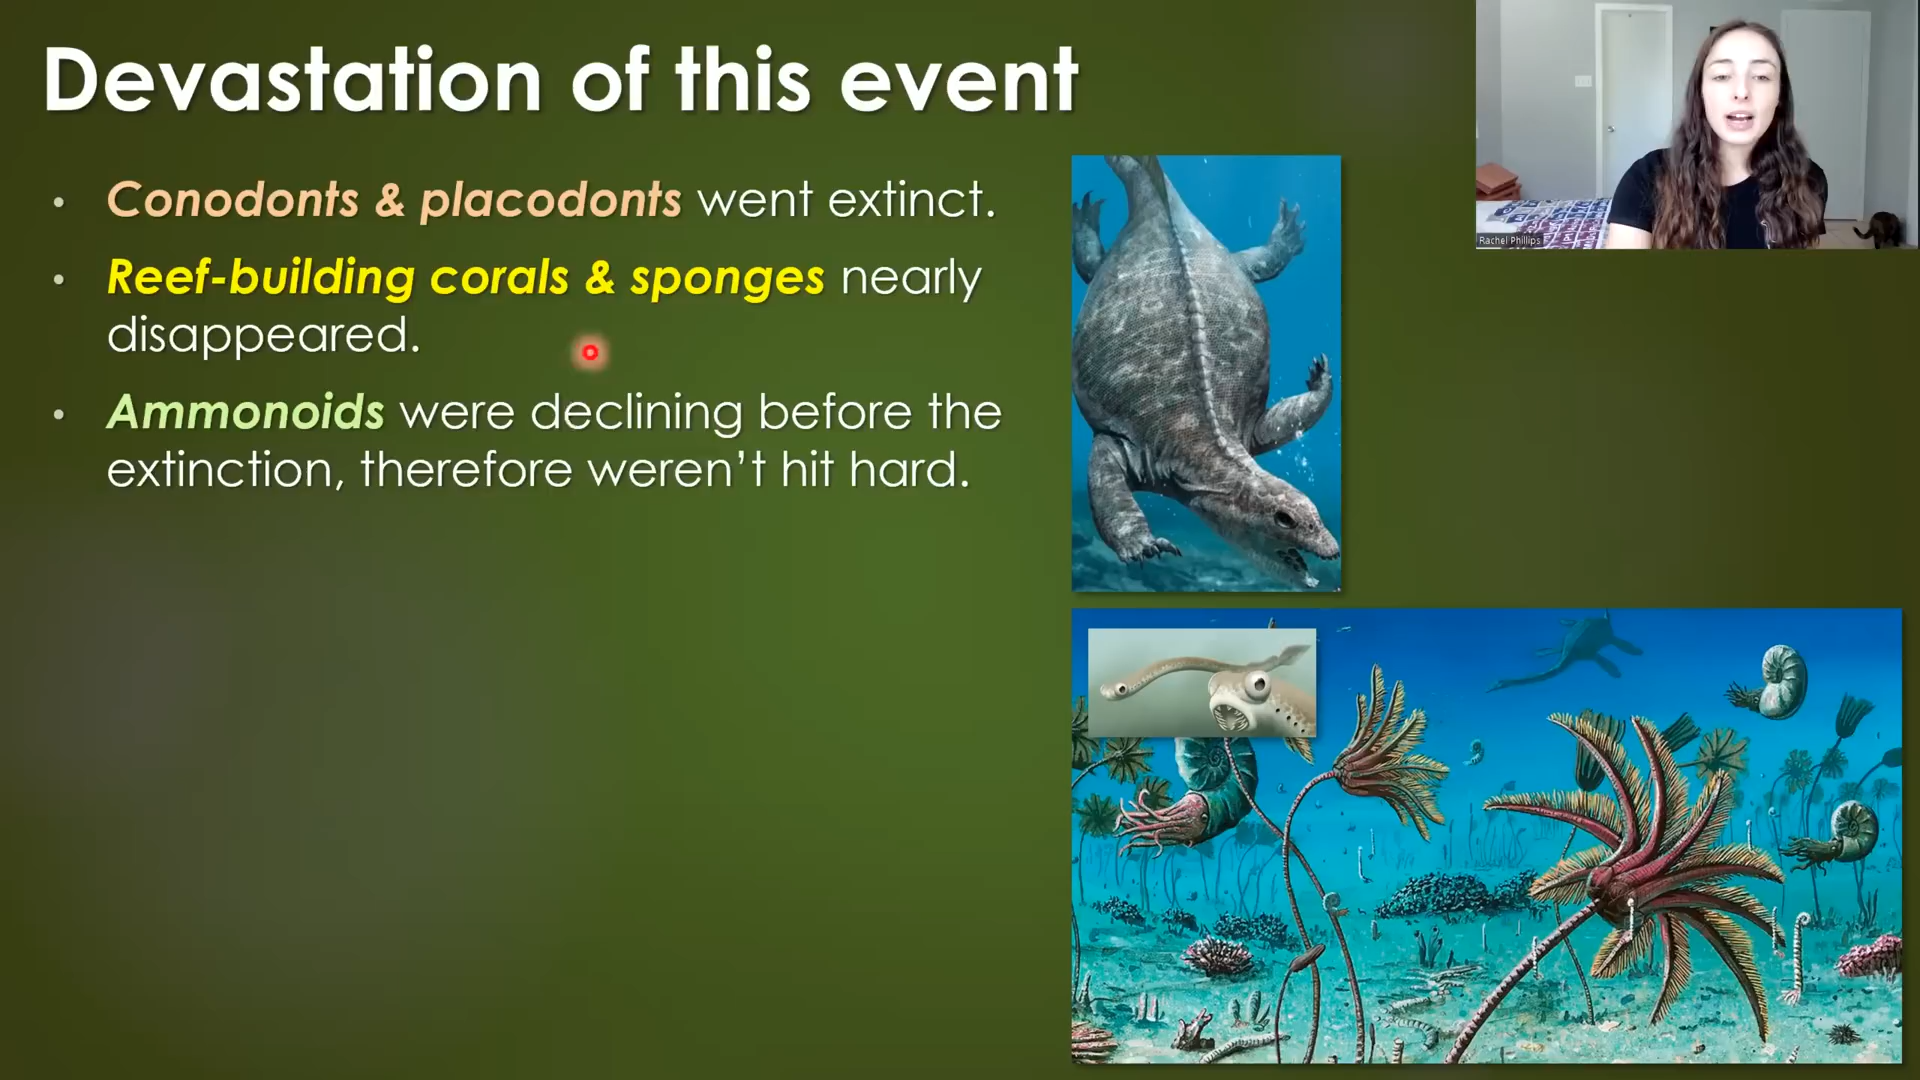 Devastation of this event
• Conodonts & placodonts went extinct.
• Reef-building corals & sponges nearly
disappeared.
• Ammonoids were declining before the
extinction, therefore weren’t hit hard.
Rachel Phillips